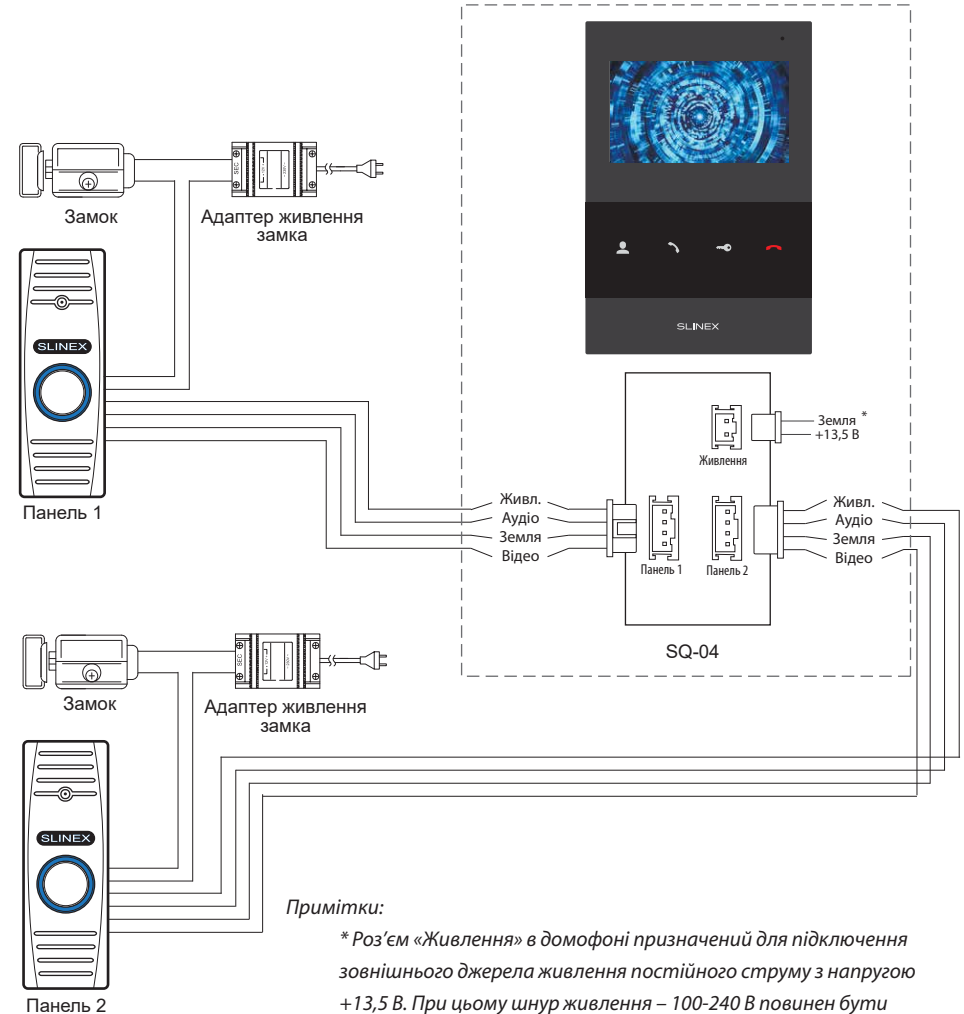 SLINEX
SEC
Замок
Адаптер живлення
замка
SLINEX
Панель 1
Земля *
+13,5 В
Живлення
Живл.
Аудіо
Земля
Відео
Панель 1
Панель 2
Живл.
Аудіо
Земля
Відео
SQ-04
SEC
Замок
Адаптер живлення
замка
SLINEX
Панель 2
Примітки:
* Роз’єм «Живлення» в домофоні призначений для підключення
зовнішнього джерела живлення постійного струму з напругою
+13,5 В. При цьому шнур живлення – 100-240 В повинен бути